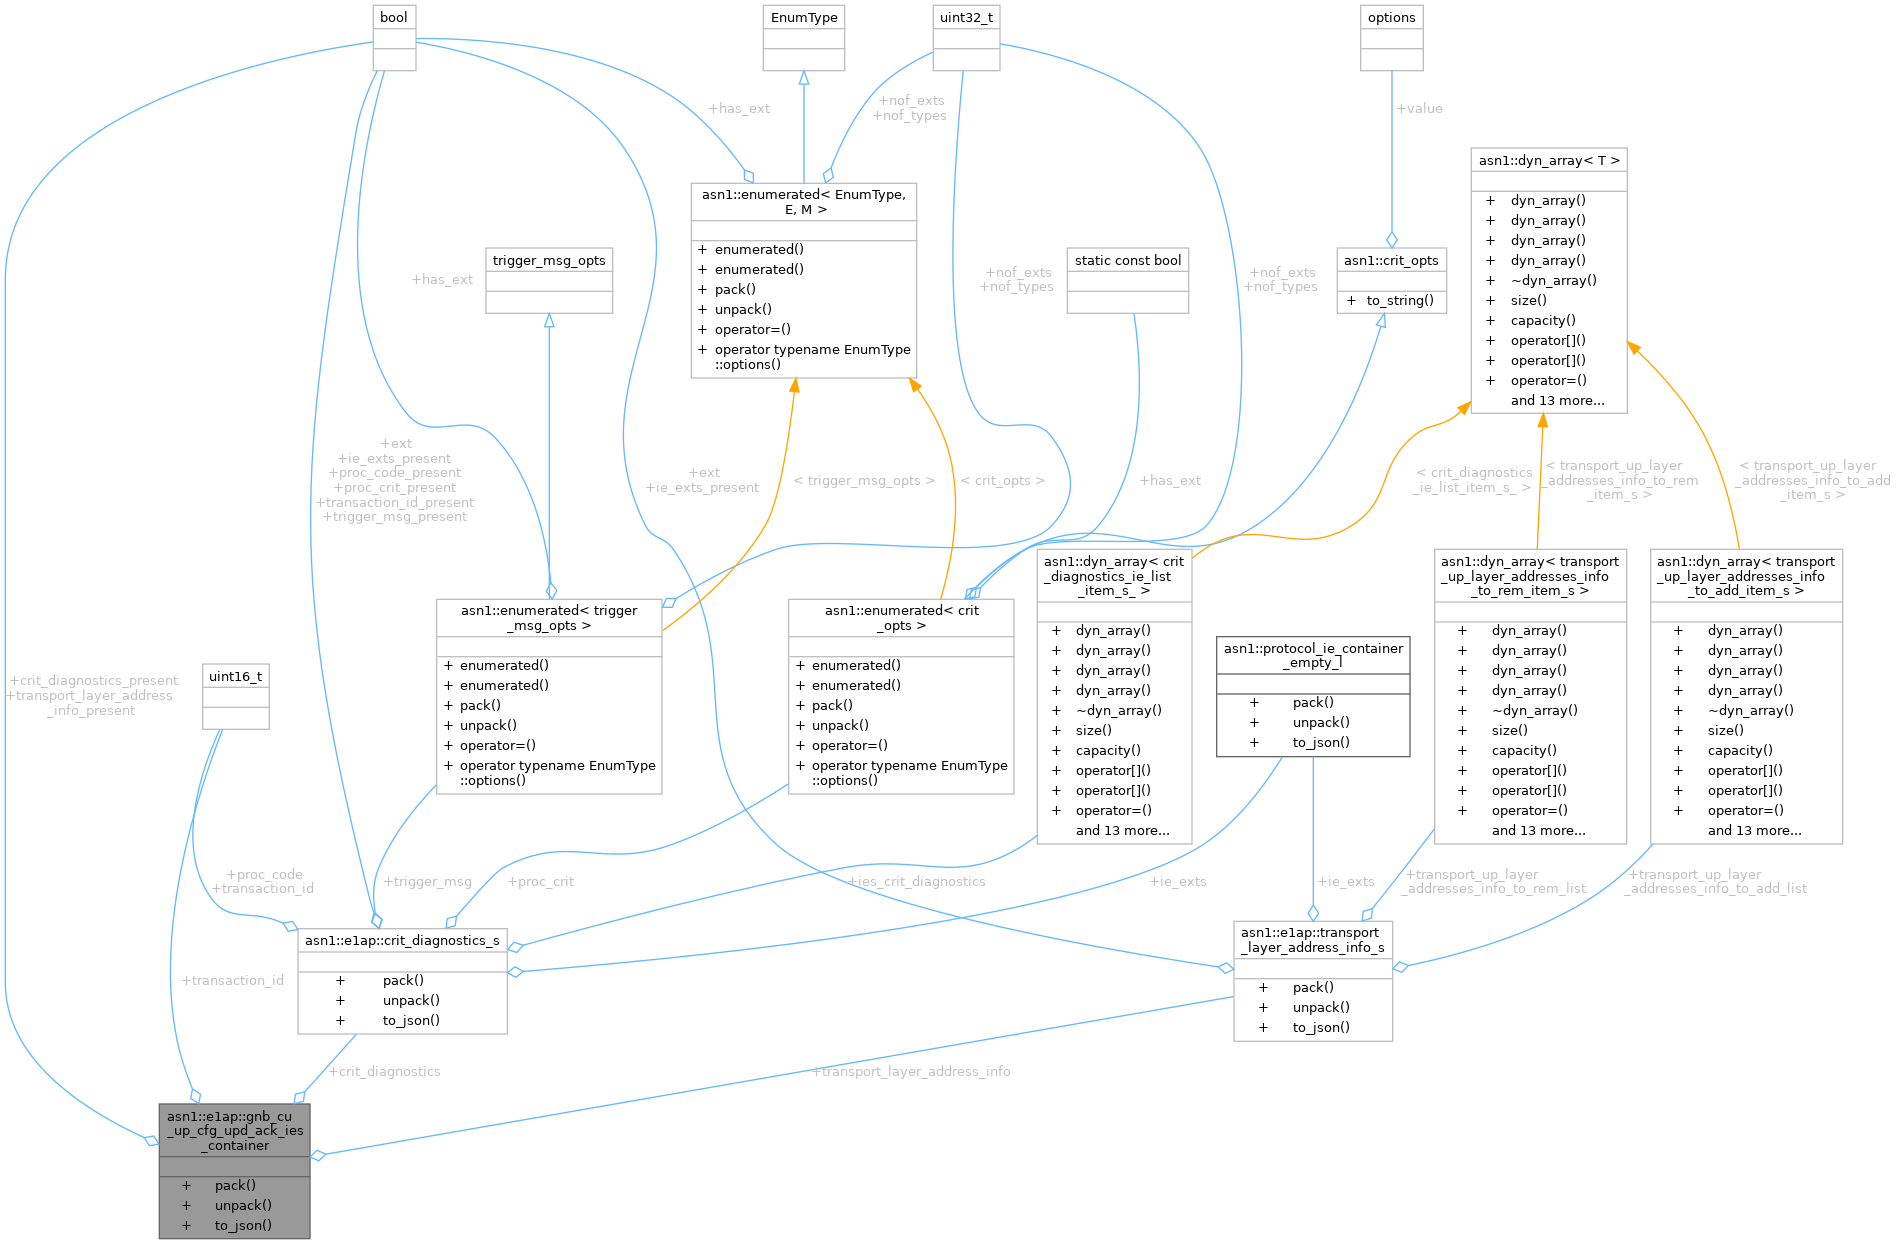 bool
EnumType
uint32_t
options
+has_ext
+nof_exts
+nof_types
+value
asn1::dyn_array< T >
+ dyn_array()
+ dyn_array()
+ dyn_array()
+ dyn_array()
+ ~dyn_array()
+ size()
+ capacity()
+ operator[]()
+ operator[]()
+ operator=()
and 13 more...
asn1::enumerated< EnumType,
E, M >
+ enumerated()
+ enumerated()
+ pack()
+ unpack()
+ operator=()
+ operator typename EnumType
::options()
trigger_msg_opts
+has_ext
+nof_exts
+nof_types
static const bool
+nof_exts
+nof_types
asn1::crit_opts
+ to_string()
+ext
+ie_exts_present
+proc_code_present
+proc_crit_present
+transaction_id_present
+trigger_msg_present
+ext
+ie_exts_present
< trigger_msg_opts >
< crit_opts >
+has_ext
< crit_diagnostics
_ie_list_item_s_ >
< transport_up_layer
_addresses_info_to_rem
_item_s >
< transport_up_layer
_addresses_info_to_add
_item_s >
asn1::enumerated< trigger
_msg_opts >
+ enumerated()
+ enumerated()
+ pack()
+ unpack()
+ operator=()
+ operator typename EnumType
::options()
asn1::enumerated< crit
_opts >
+ enumerated()
+ enumerated()
+ pack()
+ unpack()
+ operator=()
+ operator typename EnumType
::options()
asn1::dyn_array< crit
_diagnostics_ie_list
_item_s_ >
+ dyn_array()
+ dyn_array()
+ dyn_array()
+ dyn_array()
+ ~dyn_array()
+ size()
+ capacity()
+ operator[]()
+ operator[]()
+ operator=()
and 13 more...
asn1::protocol_ie_container
_empty_l
+ pack()
+ unpack()
+ to_json()
asn1::dyn_array< transport
_up_layer_addresses_info
_to_rem_item_s >
+ dyn_array()
+ dyn_array()
+ dyn_array()
+ dyn_array()
+ ~dyn_array()
+ size()
+ capacity()
+ operator[]()
+ operator[]()
+ operator=()
and 13 more...
asn1::dyn_array< transport
_up_layer_addresses_info
_to_add_item_s >
+ dyn_array()
+ dyn_array()
+ dyn_array()
+ dyn_array()
+ ~dyn_array()
+ size()
+ capacity()
+ operator[]()
+ operator[]()
+ operator=()
and 13 more...
+crit_diagnostics_present
+transport_layer_address
_info_present
uint16_t
+proc_code
+transaction_id
+trigger_msg
+proc_crit
+ies_crit_diagnostics
+ie_exts
+ie_exts
+transport_up_layer
_addresses_info_to_rem_list
+transport_up_layer
_addresses_info_to_add_list
+transaction_id
asn1::e1ap::crit_diagnostics_s
+ pack()
+ unpack()
+ to_json()
asn1::e1ap::transport
_layer_address_info_s
+ pack()
+ unpack()
+ to_json()
+crit_diagnostics
+transport_layer_address_info
asn1::e1ap::gnb_cu
_up_cfg_upd_ack_ies
_container
+ pack()
+ unpack()
+ to_json()